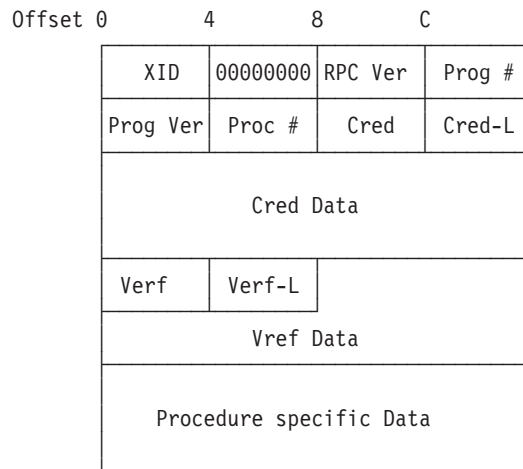 Offset 0 4 8 C
XID 00000000 RPC Ver Prog #
Prog Ver Proc # Cred Cred-L
Cred Data
Verf Verf-L
Vref Data
Procedure specific Data